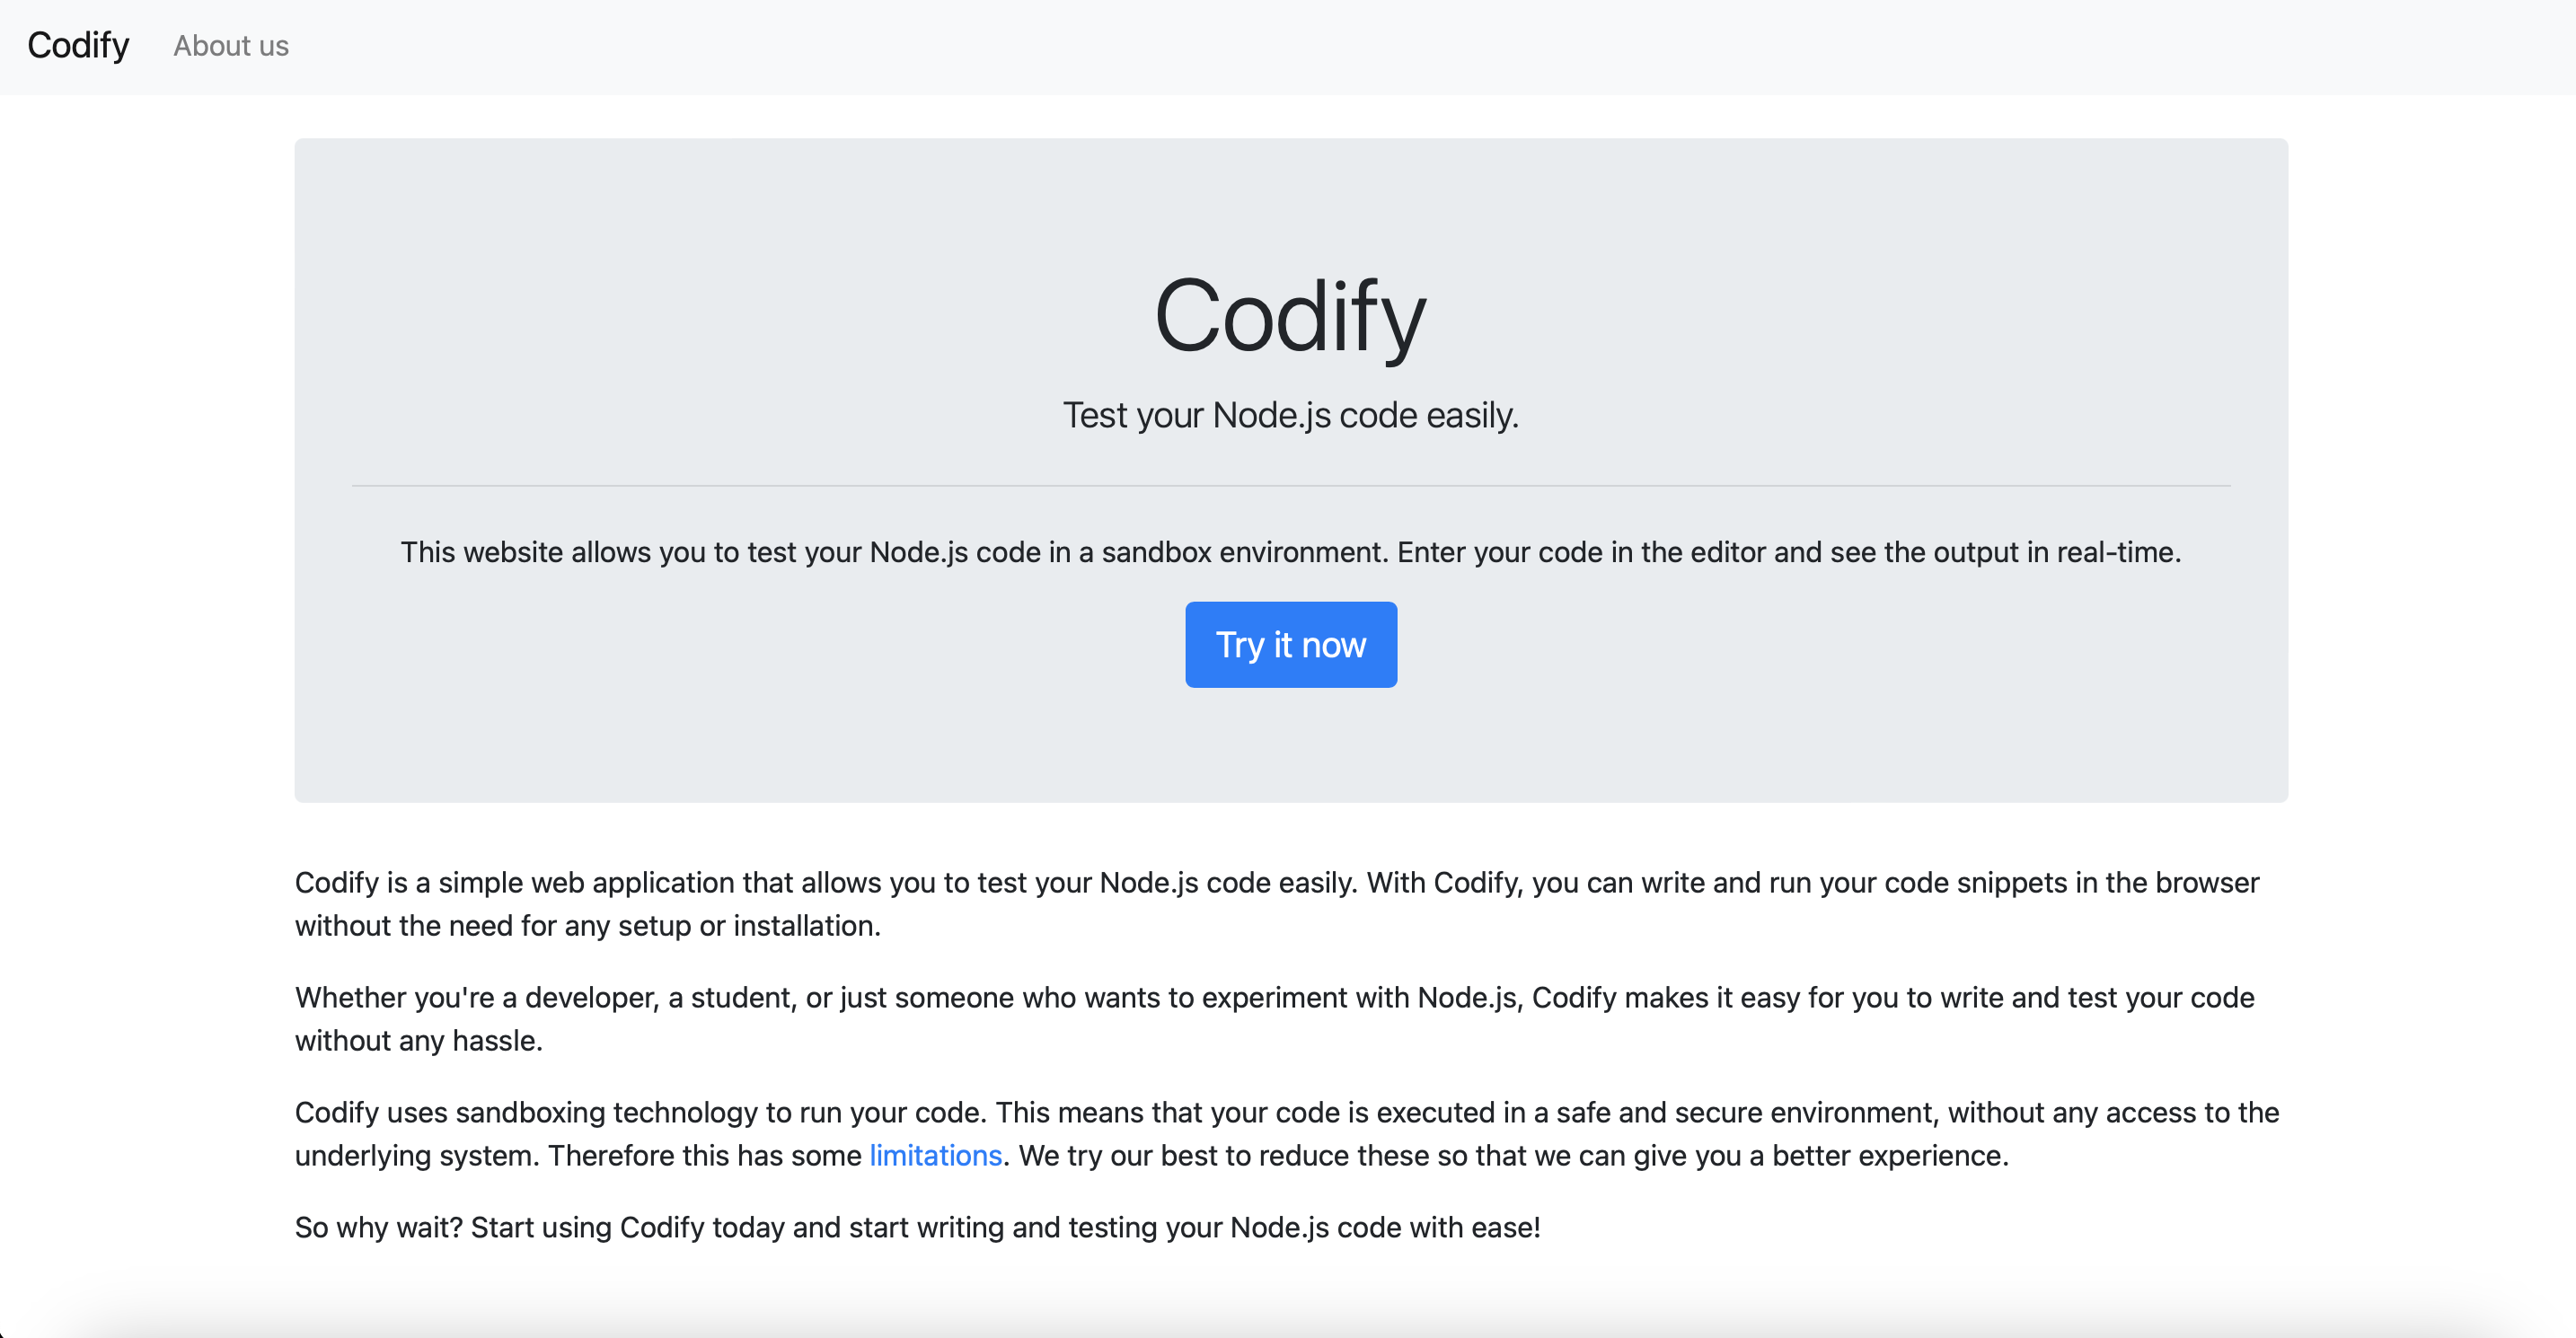 Codify About us
Codify
Test your Node.js code easily.
This website allows you to test your Node.js code in a sandbox environment. Enter your code in the editor and see the output in real-time.
Try it now
Codify is a simple web application that allows you to test your Node.js code easily. With Codify, you can write and run your code snippets in the browser
without the need for any setup or installation.
Whether you're a developer, a student, or just someone who wants to experiment with Node.js, Codify makes it easy for you to write and test your code
without any hassle.
Codify uses sandboxing technology to run your code. This means that your code is executed in a safe and secure environment, without any access to the
underlying system. Therefore this has some limitations. We try our best to reduce these so that we can give you a better experience.
So why wait? Start using Codify today and start writing and testing your Node.js code with ease!